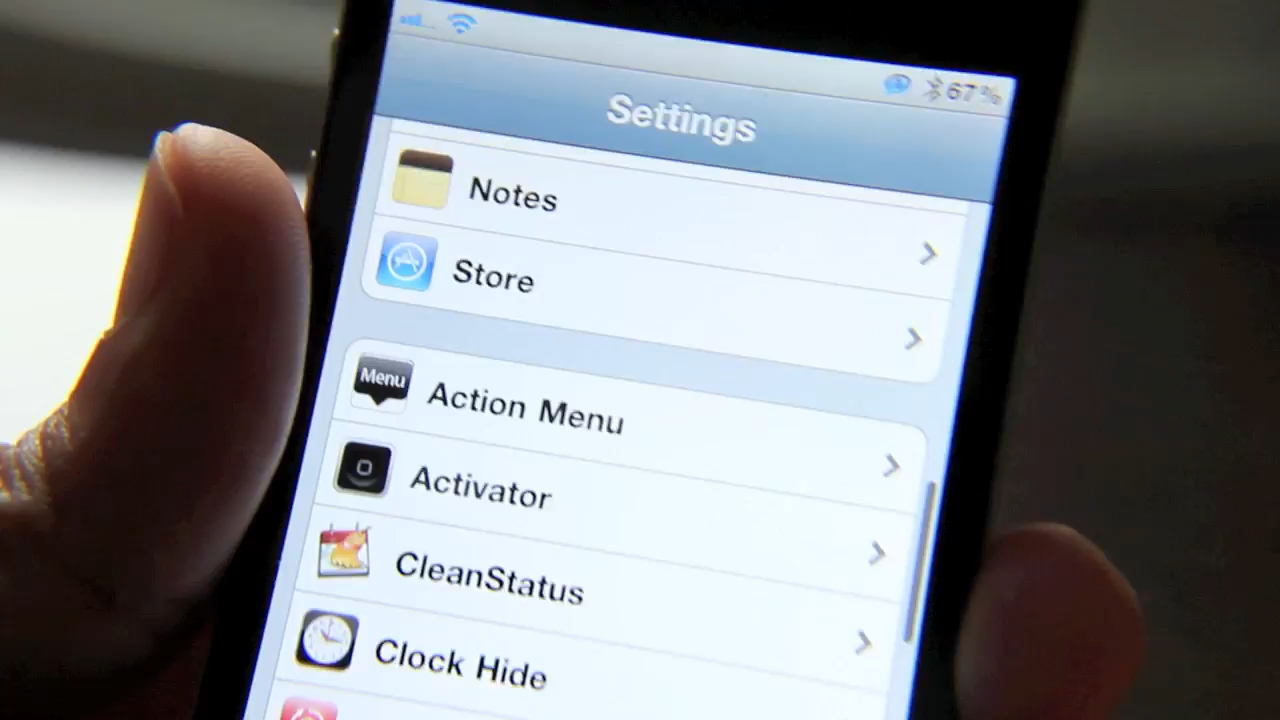 67%
Settings
Notes
Store
Menu
Action Menu
Activator
CleanStatus
Clock Hide